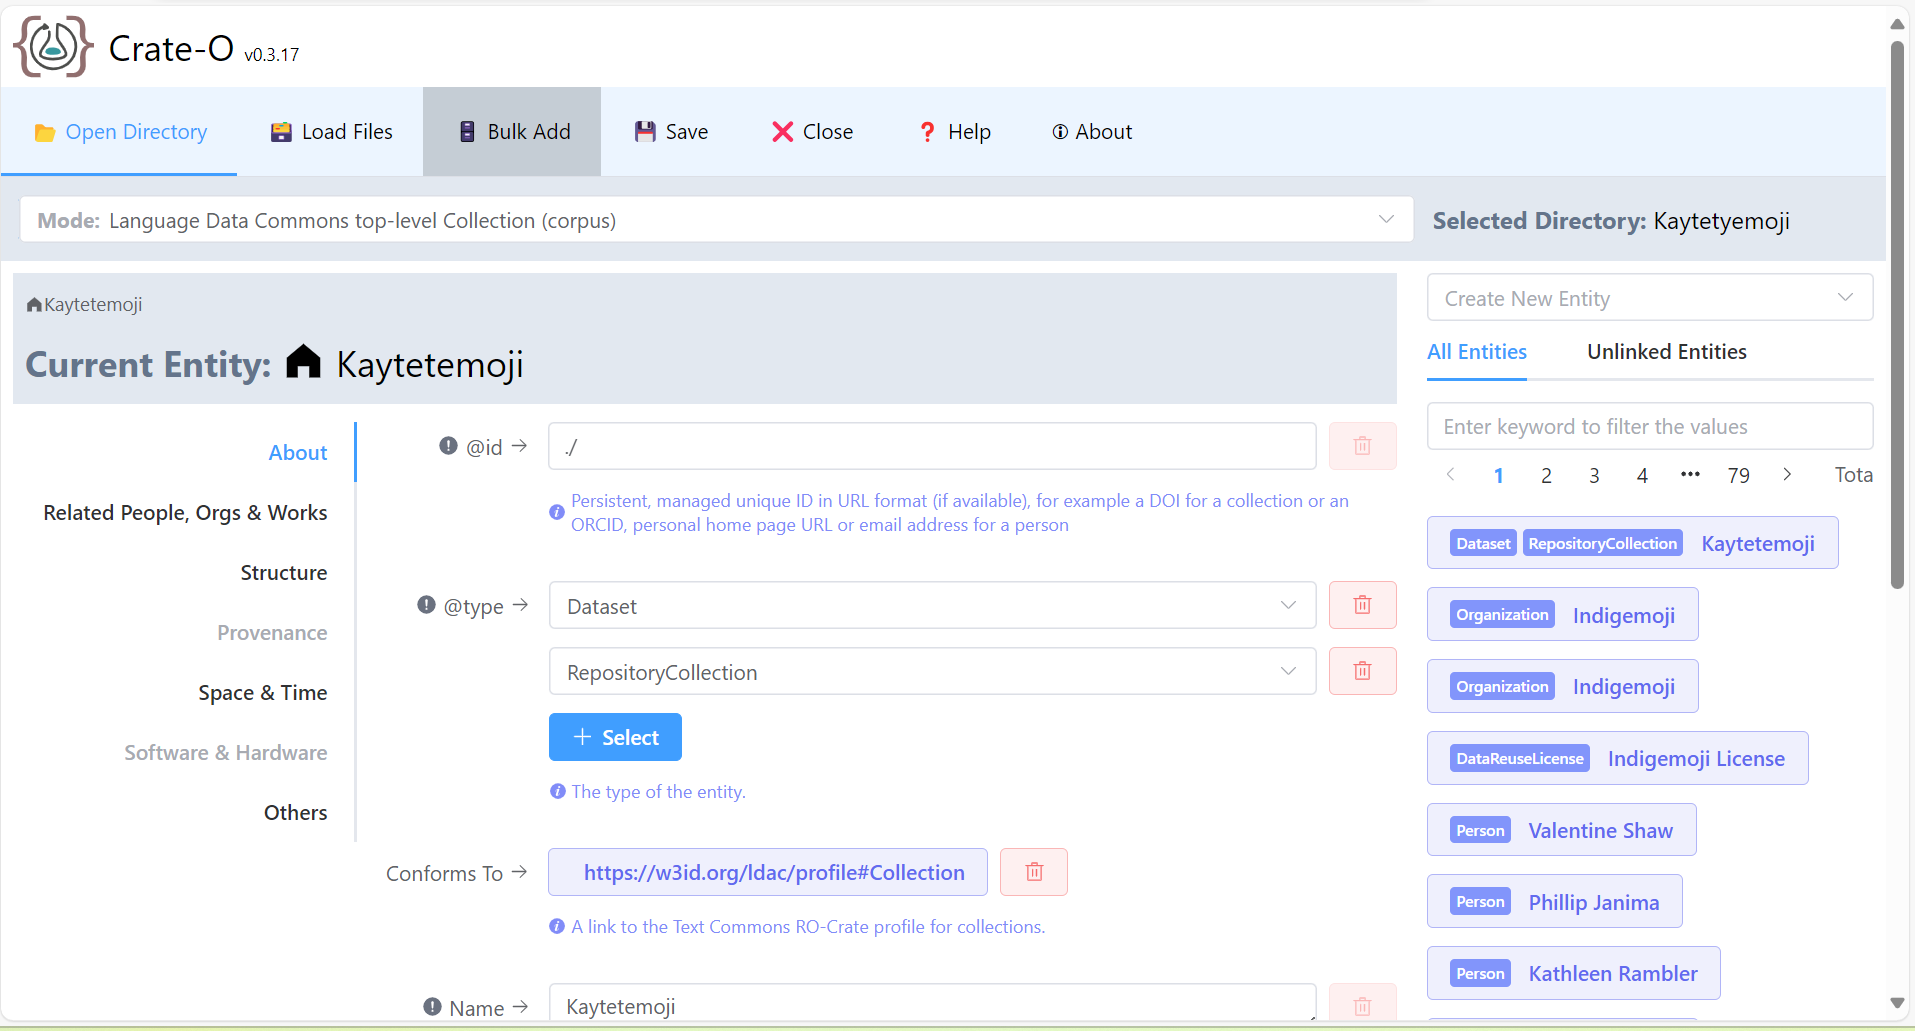 Crate-O v0.3.17
Open Directory
Load Files
Bulk Add
Save
Close
Help
About
Mode: Language Data Commons top-level Collection (corpus)
Selected Directory: Kaytetyemoji
Kaytetemoji
Current Entity: Kaytetemoji
About
Related People, Orgs & Works
Structure
Provenance
Space & Time
Software & Hardware
Others
@id
./
Persistent, managed unique ID in URL format (if available), for example a DOI for a collection or an
ORCID, personal home page URL or email address for a person
@type
Dataset
RepositoryCollection
Select
The type of the entity.
Conforms To
https://w3id.org/ldac/profile#Collection
A link to the Text Commons RO-Crate profile for collections.
Name
Kaytetemoji
Create New Entity
All Entities
Unlinked Entities
Enter keyword to filter the values
1 2 3 4 ••• 79 Tota
Dataset RepositoryCollection Kaytetemoji
Organization Indigemoji
Organization Indigemoji
DataReuseLicense Indigemoji License
Person Valentine Shaw
Person Phillip Janima
Person Kathleen Rambler